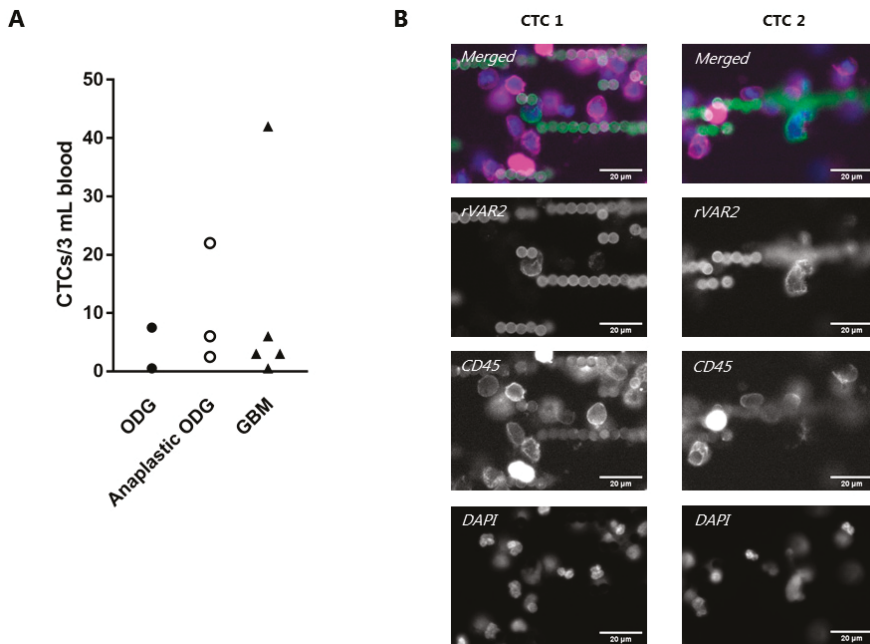 A
CTCs/3 mL blood
50
40
30
20
10
0
ODG
Anaplastic ODG
GBM
B
CTC 1
CTC 2
Merged
20 µm
Merged
20 µm
rVAR2
20 µm
rVAR2
20 µm
CD45
20 µm
CD45
20 µm
DAPI
20 µm
DAPI
20 µm